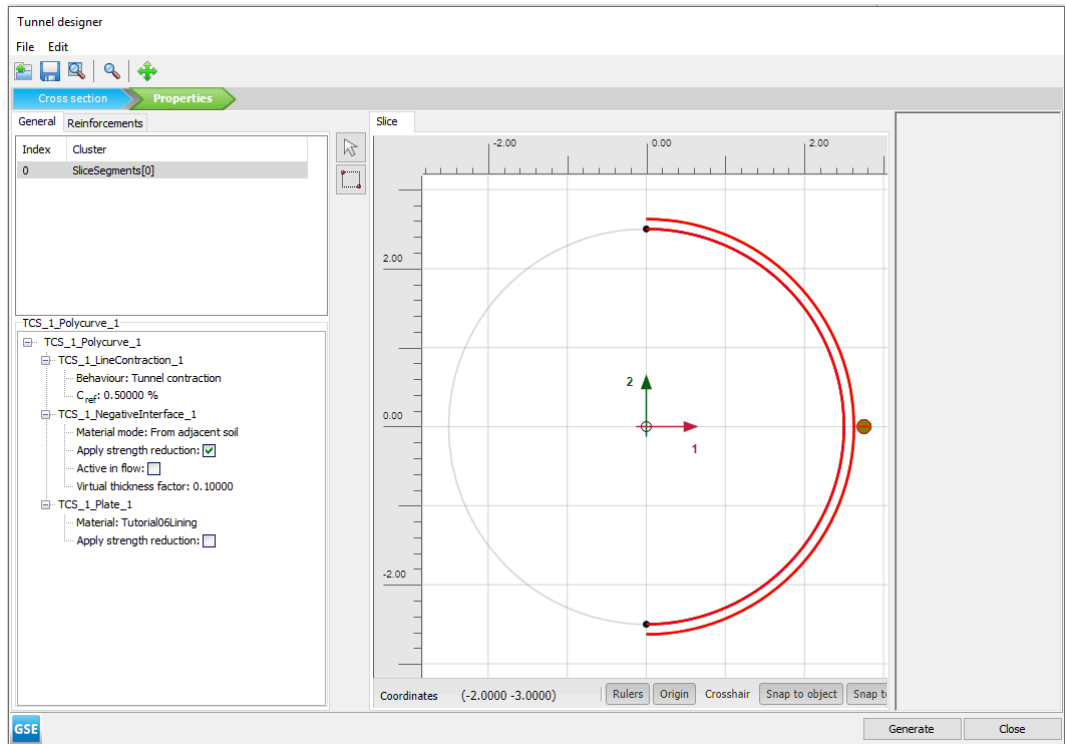 Tunnel designer
File Edit
Cross section Properties
General Reinforcements
Index Cluster
0 SliceSegments[0]
TCS_1_Polycurve_1
TCS_1_Polycurve_1
TCS_1_LineContraction_1
Behaviour: Tunnel contraction
Cref: 0.50000 %
TCS_1_NegativeInterface_1
Material mode: From adjacent soil
Apply strength reduction:
Active in flow:
Virtual thickness factor: 0.10000
TCS_1_Plate_1
Material: Tutorial06Lining
Apply strength reduction:
Slice
-2.00 0.00 2.00
2.00
0.00
-2.00
2
1
Coordinates (-2.0000 -3.0000) Rulers Origin Crosshair Snap to object Snap t
GSE
Generate Close